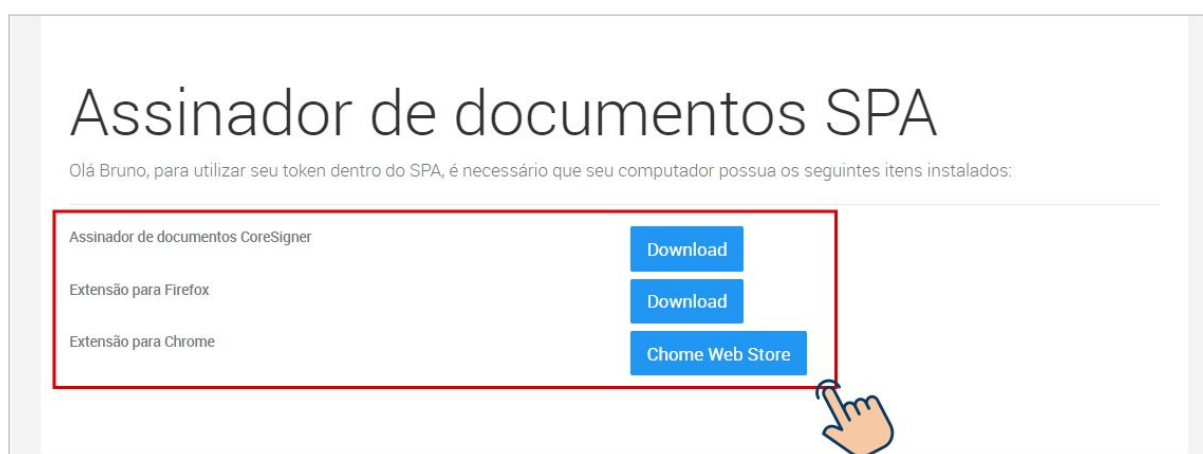 Assinador de documentos SPA
Olá Bruno, para utilizar seu token dentro do SPA, é necessário que seu computador possua os seguintes itens instalados:
Assinador de documentos CoreSigner
Download
Extensão para Firefox
Download
Extensão para Chrome
Chome Web Store